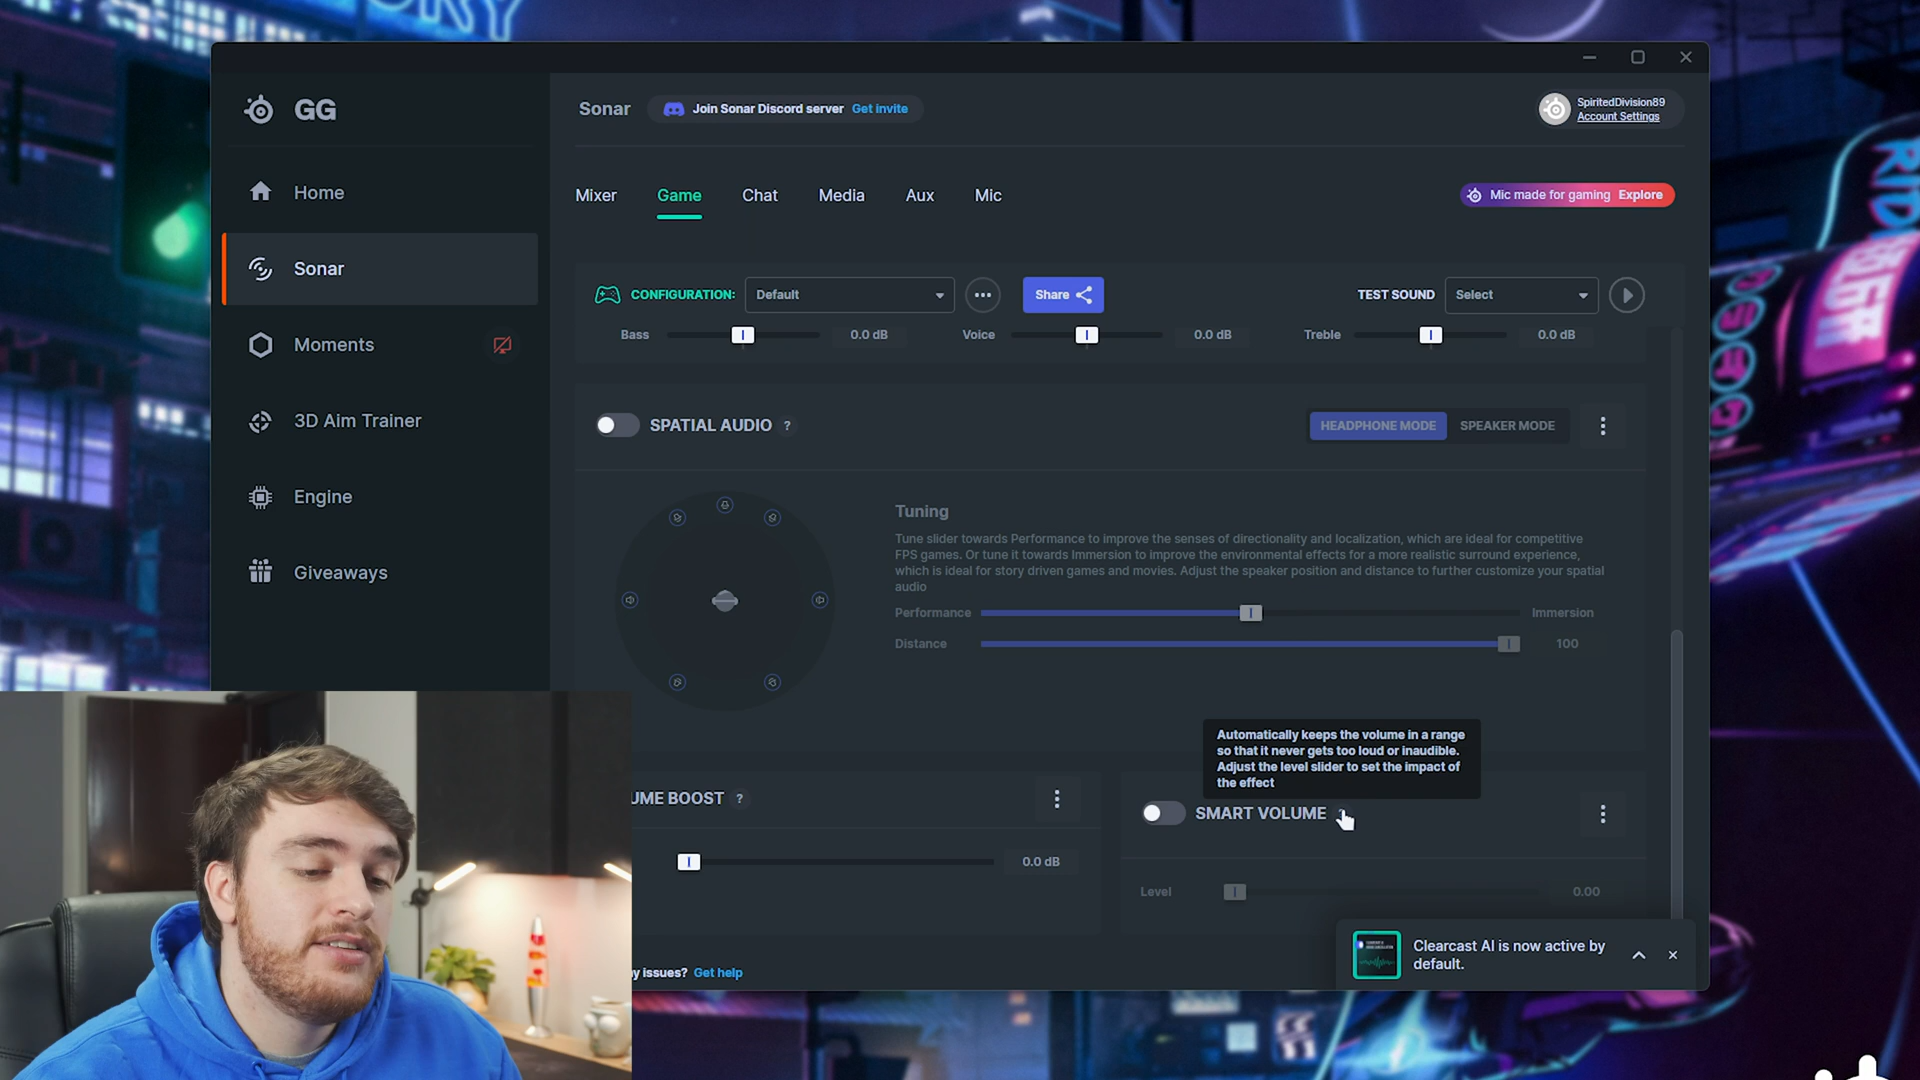 GG
Sonar
Join Sonar Discord server Get invite
SpiritedDivision89
Account Settings
Home
Sonar
Moments
3D Aim Trainer
Engine
Giveaways
Mixer
Game
Chat
Media
Aux
Mic
Mic made for gaming Explore
CONFIGURATION: Default
Share
TEST SOUND Select
Bass 0.0 dB
Voice 0.0 dB
Treble 0.0 dB
SPATIAL AUDIO ?
HEADPHONE MODE SPEAKER MODE
Tuning
Tune slider towards Performance to improve the senses of directionality and localization, which are ideal for competitive
FPS games. Or tune it towards Immersion to improve the environmental effects for a more realistic surround experience,
which is ideal for story driven games and movies. Adjust the speaker position and distance to further customize your spatial
audio
Performance Immersion
Distance 100
Automatically keeps the volume in a range
so that it never gets too loud or inaudible.
Adjust the level slider to set the impact of
the effect
UME BOOST ?
0.0 dB
SMART VOLUME
Level 0.00
y issues? Get help
Clearcast AI is now active by
default.